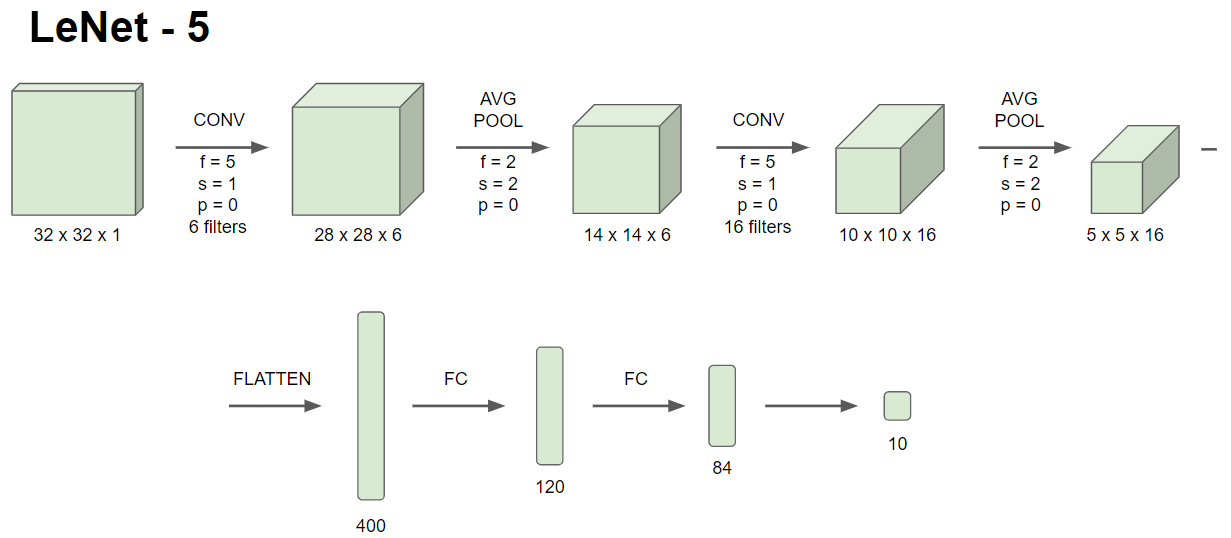 LeNet - 5
CONV
f = 5
s = 1
p = 0
6 filters
AVG
POOL
f = 2
s = 2
p = 0
CONV
f = 5
s = 1
p = 0
16 filters
AVG
POOL
f = 2
s = 2
p = 0
32 x 32 x 1
28 x 28 x 6
14 x 14 x 6
10 x 10 x 16
5 x 5 x 16
FLATTEN
FC
FC
400
120
84
10